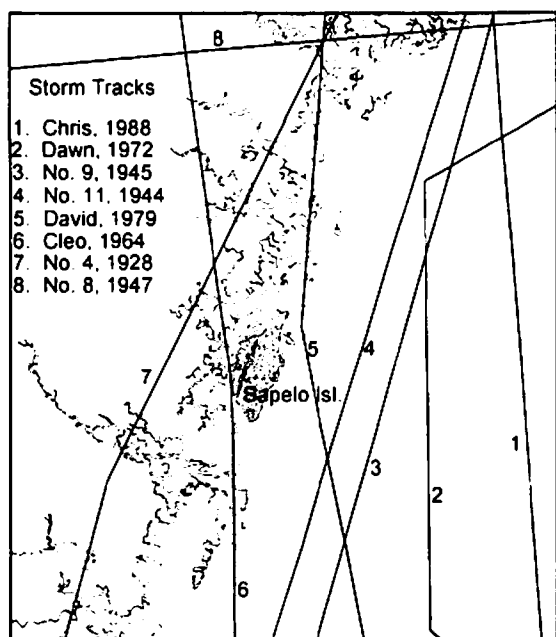 8
Storm Tracks
1. Chris, 1988
2. Dawn, 1972
3. No. 9, 1945
4. No. 11, 1944
5. David, 1979
6. Cleo, 1964
7. No. 4, 1928
8. No. 8, 1947
5
4
7
Sapelo Isl.
1
3
2
6